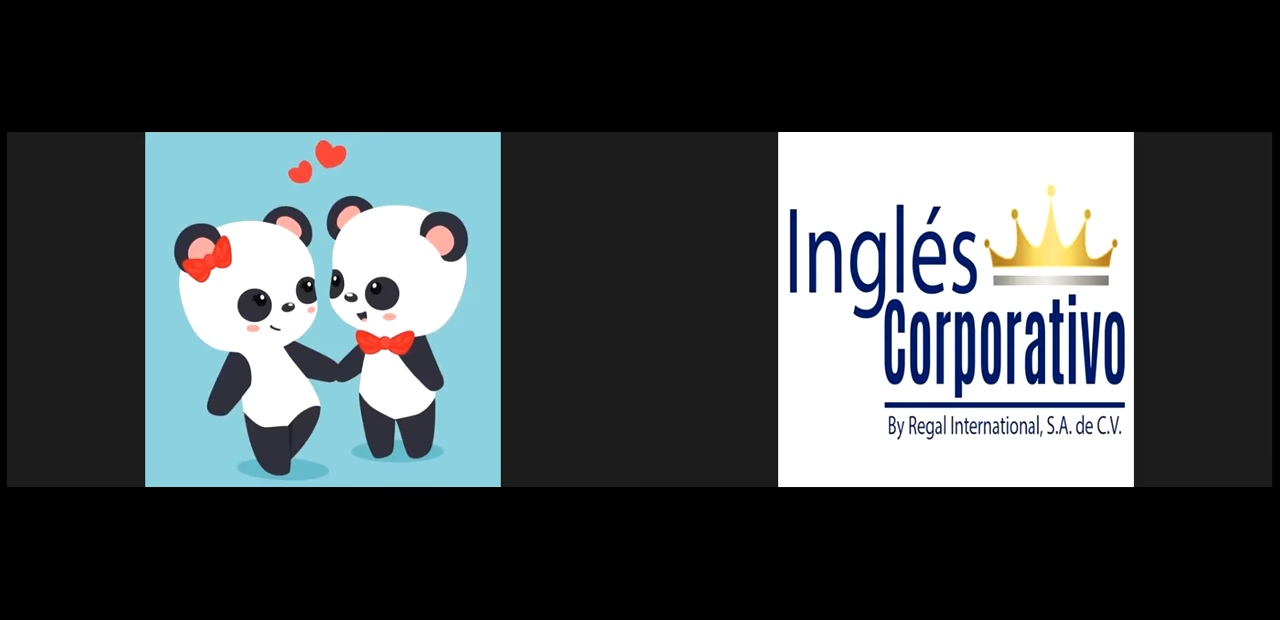 Inglés
Corporativo
By Regal International, S.A. de C.V.